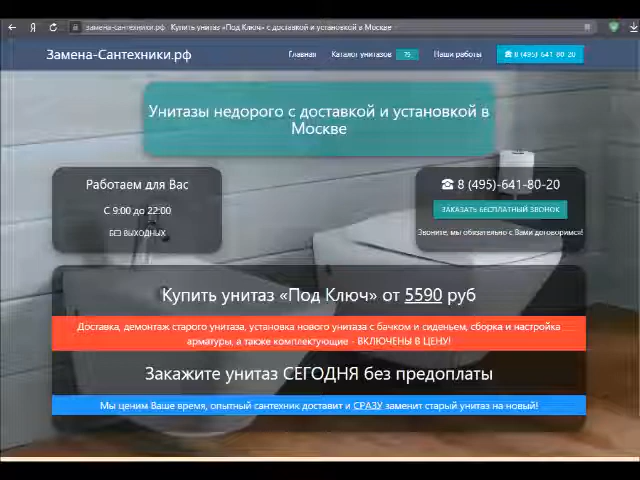 замена-сантехники.рф Купить унитаз «Под Ключ» с доставкой и установкой в Москве
Замена-Сантехники.рф
Главная
Каталог унитазов
Наши работы
8 (495)-641-80-20
Унитазы недорого с доставкой и установкой в
Москве
Работаем для Вас
С 9:00 до 22:00
БЕЗ ВЫХОДНЫХ
8 (495)-641-80-20
ЗАКАЗАТЬ БЕСПЛАТНЫЙ ЗВОНОК
Звоните, мы обязательно с Вами договоримся!
Купить унитаз «Под Ключ» от 5590 руб
Доставка, демонтаж старого унитаза, установка нового унитаза с бачком и сиденьем, сборка и настройка
арматуры, а также комплектующие - ВКЛЮЧЕНЫ В ЦЕНУ!
Закажите унитаз СЕГОДНЯ без предоплаты
Мы ценим Ваше время, опытный сантехник доставит и СРАЗУ заменит старый унитаз на новый!